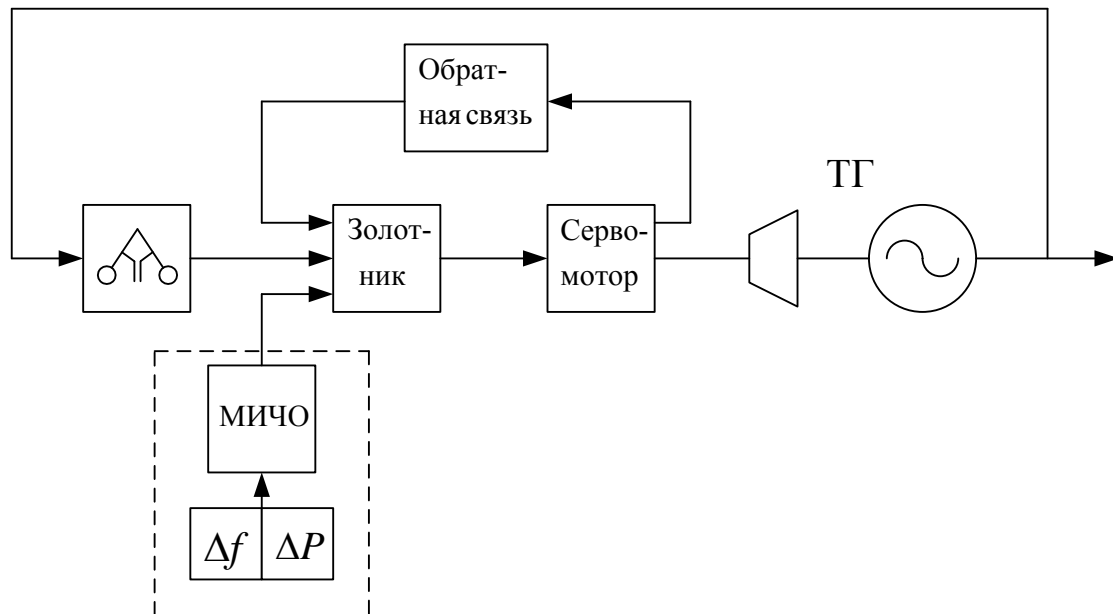 Обрат-
ная связь
ТГ
Золот-
ник
Серво-
мотор
МИЧО
Δf ΔP